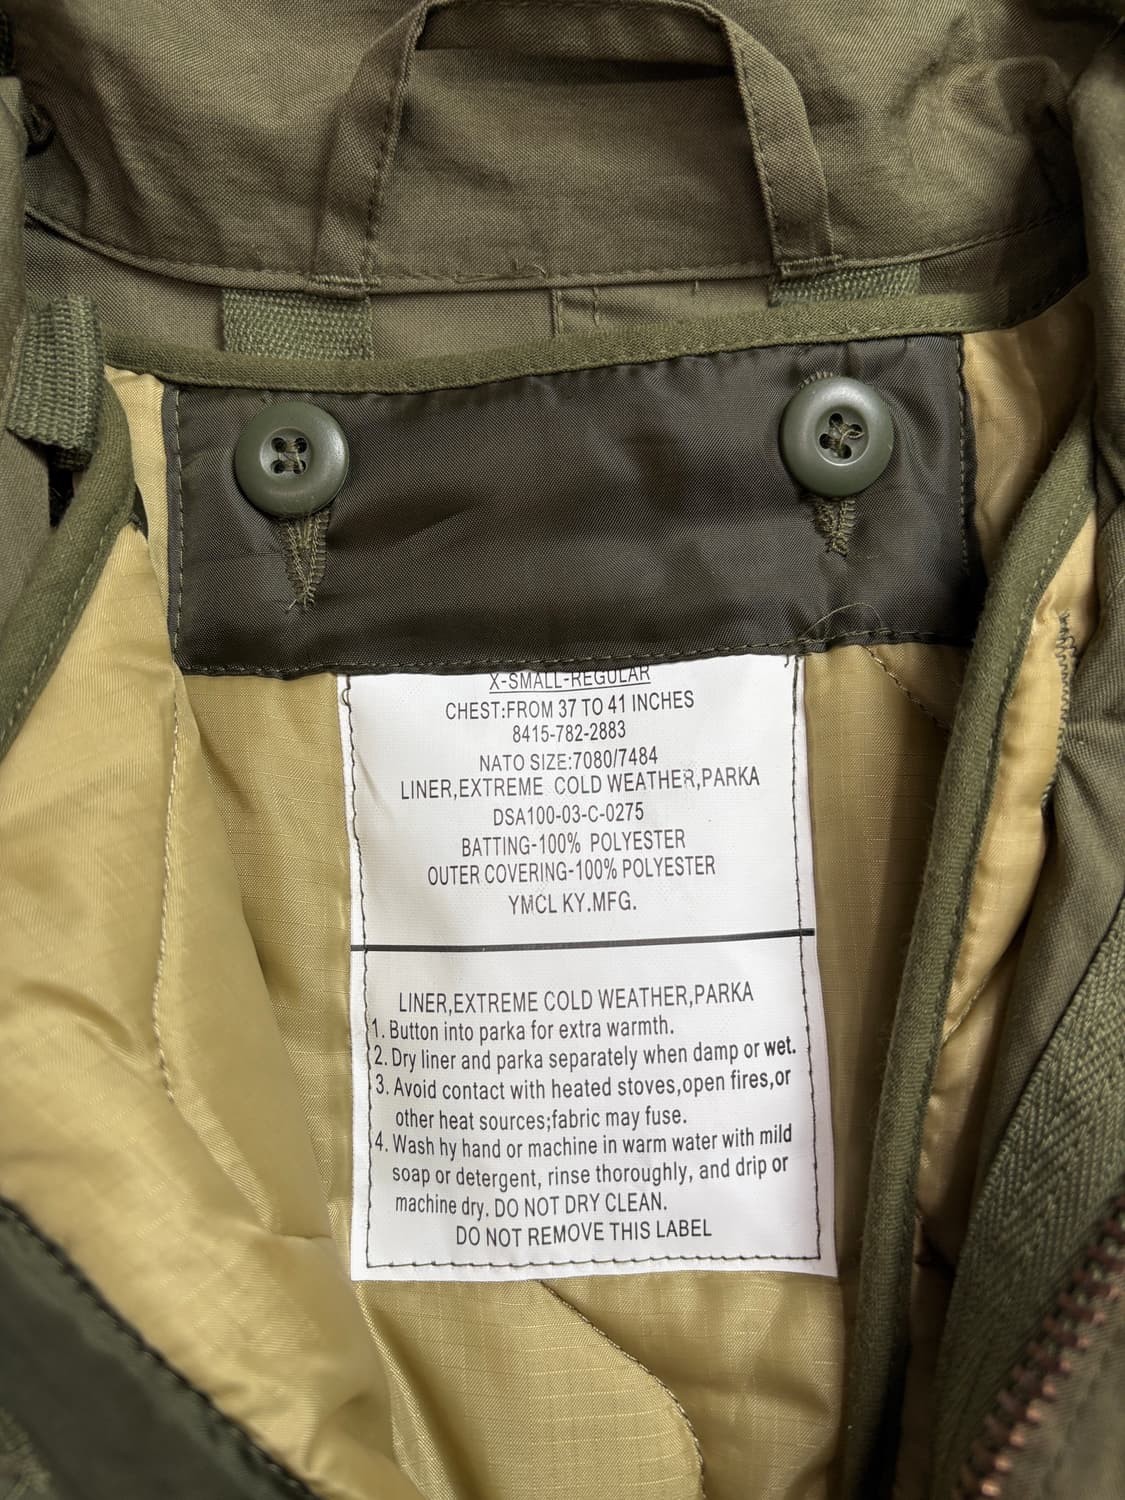 X-SMALL-REGULAR
CHEST:FROM 37 TO 41 INCHES
8415-782-2883
NATO SIZE:7080/7484
LINER,EXTREME COLD WEATHER,PARKA
DSA100-03-C-0275
BATTING-100% POLYESTER
OUTER COVERING-100% POLYESTER
YMCL KY.MFG.
LINER,EXTREME COLD WEATHER,PARKA
1. Button into parka for extra warmth.
2. Dry liner and parka separately when damp or wet.
3. Avoid contact with heated stoves,open fires,or
other heat sources;fabric may fuse.
4. Wash hy hand or machine in warm water with mild
soap or detergent, rinse thoroughly, and drip or
machine dry. DO NOT DRY CLEAN.
DO NOT REMOVE THIS LABEL